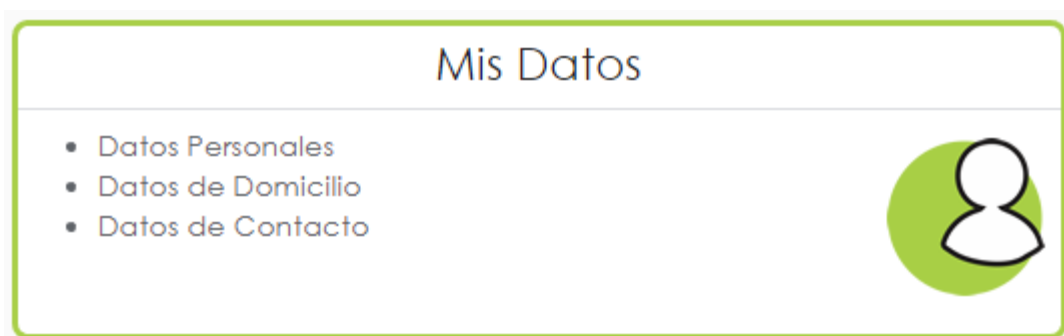 Mis Datos
Datos Personales
Datos de Domicilio
Datos de Contacto